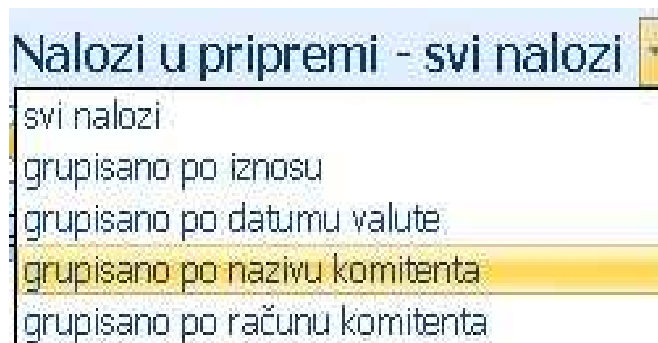 Nalozi u pripremi - svi nalozi
svi nalozi
grupisano po iznosu
grupisano po datumu valute
grupisano po nazivu komitenta
grupisano po računu komitenta